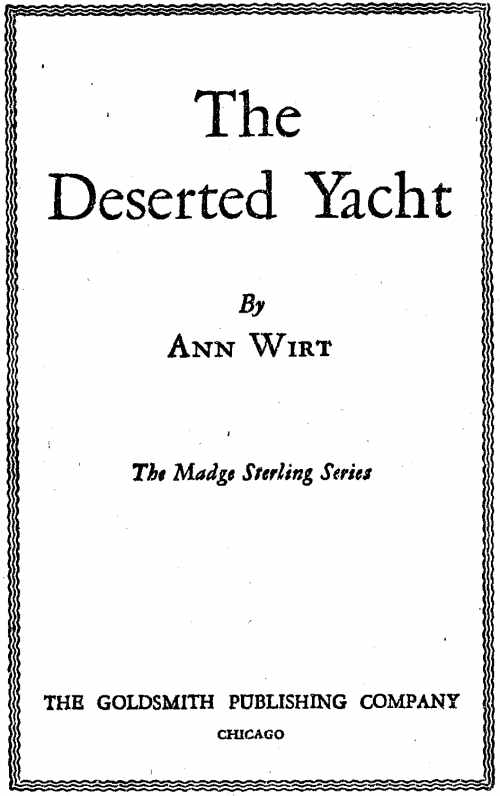 The
Deserted Yacht
By
ANN WIRT
The Madge Sterling Series
THE GOLDSMITH PUBLISHING COMPANY
CHICAGO